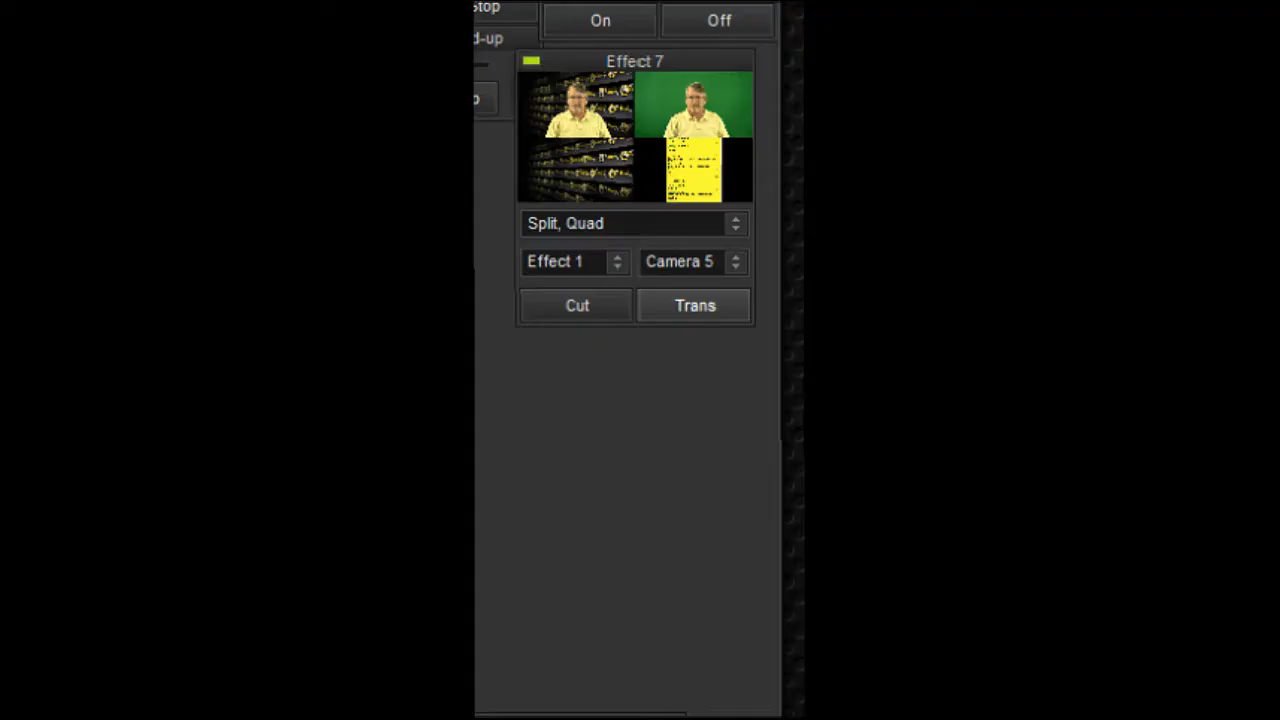 Stop
On
Off
d-up
Effect 7
Split, Quad
Effect 1
Camera 5
Cut
Trans